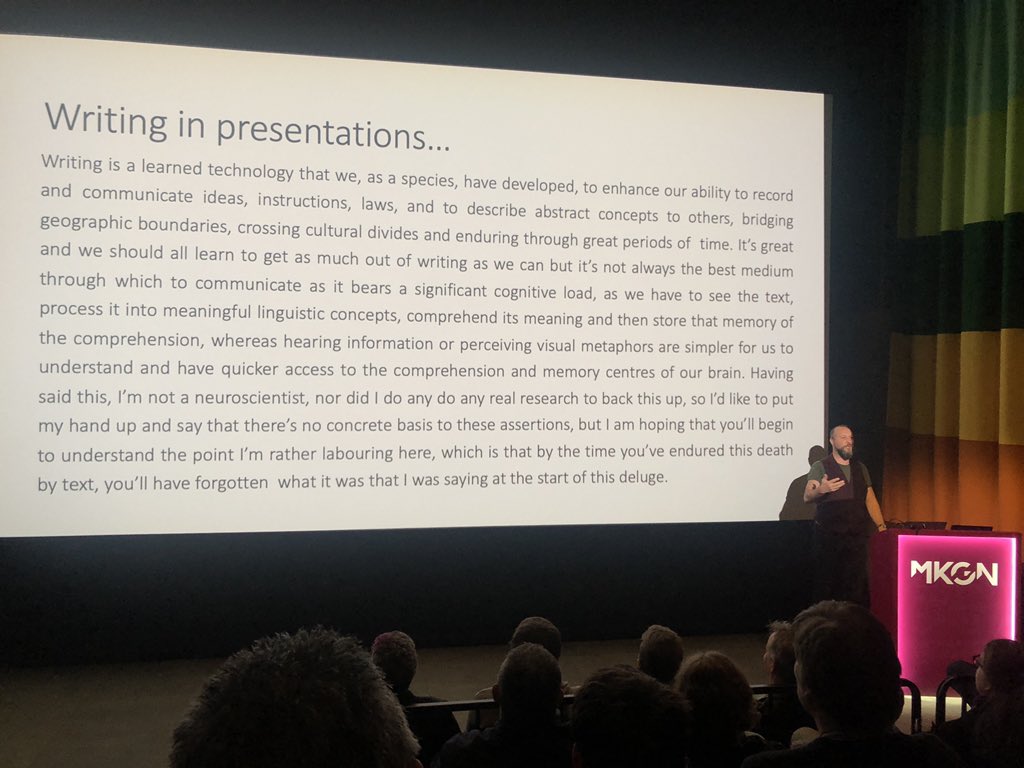 Writing in presentations...
Writing is a learned technology that we, as a species, have developed, to enhance our ability to record
and communicate ideas, instructions, laws, and to describe abstract concepts to others, bridging
geographic boundaries, crossing cultural divides and enduring through great periods of time. It's great
and we should all learn to get as much out of writing as we can but it's not always the best medium
through which to communicate as it bears a significant cognitive load, as we have to see the text,
process it into meaningful linguistic concepts, comprehend its meaning and then store that memory of
the comprehension, whereas hearing information or perceiving visual metaphors are simpler for us to
understand and have quicker access to the comprehension and memory centres of our brain. Having
said this, I'm not a neuroscientist, nor did I do any do any real research to back this up, so I'd like to put
my hand up and say that there's no concrete basis to these assertions, but I am hoping that you'll begin
to understand the point I'm rather labouring here, which is that by the time you've endured this death
by text, you'll have forgotten what it was that I was saying at the start of this deluge.
MKGN